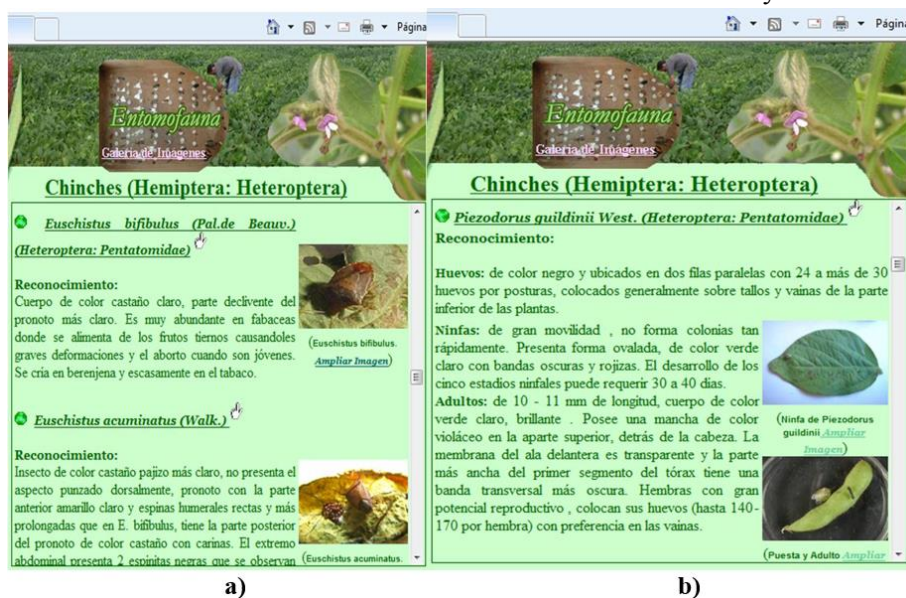 y
Página
Entomofauna
Galería de Imágenes
Chinches (Hemiptera: Heteroptera)
Euschistus bifibulus (Pal.de Beauv.)
(Heteroptera: Pentatomidae)
Reconocimiento:
Cuerpo de color castaño claro, parte declivente del
pronoto más claro. Es muy abundante en fabaceas
donde se alimenta de los frutos tiernos causandoles
graves deformaciones y el aborto cuando son jóvenes.
Se cría en berenjena y escasamente en el tabaco.
(Euschistus bifibulus.
Ampliar Imagen)
Euschistus acuminatus (Walk.)
Reconocimiento:
Insecto de color castaño pajizo más claro, no presenta el
aspecto punzado dorsalmente, pronoto con la parte
anterior amarillo claro y espinas humerales rectas y más
prolongadas que en E. bifibulus, tiene la parte posterior
del pronoto de color castaño con carinas. El extremo
abdominal presenta 2 espinitas negras que se observan
(Euschistus acuminatus.
a)
Página
Entomofauna
Galería de Imágenes
Chinches (Hemiptera: Heteroptera)
Piezodorus guildinii West. (Heteroptera: Pentatomidae)
Reconocimiento:
Huevos: de color negro y ubicados en dos filas paralelas con 24 a más de 30
huevos por posturas, colocados generalmente sobre tallos y vainas de la parte
inferior de las plantas.
Ninfas: de gran movilidad , no forma colonias tan
rápidamente. Presenta forma ovalada, de color verde
claro con bandas oscuras y rojizas. El desarrollo de los
cinco estadios ninfales puede requerir 30 a 40 dias.
Adultos: de 10 - 11 mm de longitud, cuerpo de color
verde claro, brillante . Posee una mancha de color
violáceo en la aparte superior, detrás de la cabeza. La
membrana del ala delantera es transparente y la parte
más ancha del primer segmento del tórax tiene una
banda transversal más oscura. Hembras con gran
potencial reproductivo , colocan sus huevos (hasta 140-
170 por hembra) con preferencia en las vainas.
(Ninfa de Piezodorus
guildinii Ampliar
Imagen)
(Puesta y Adulto Ampliar
b)